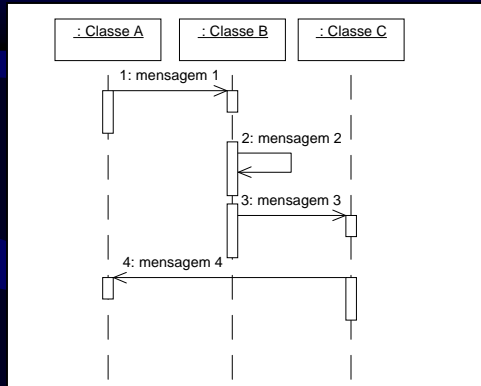 : Classe A
: Classe B
: Classe C
1: mensagem 1
2: mensagem 2
3: mensagem 3
4: mensagem 4